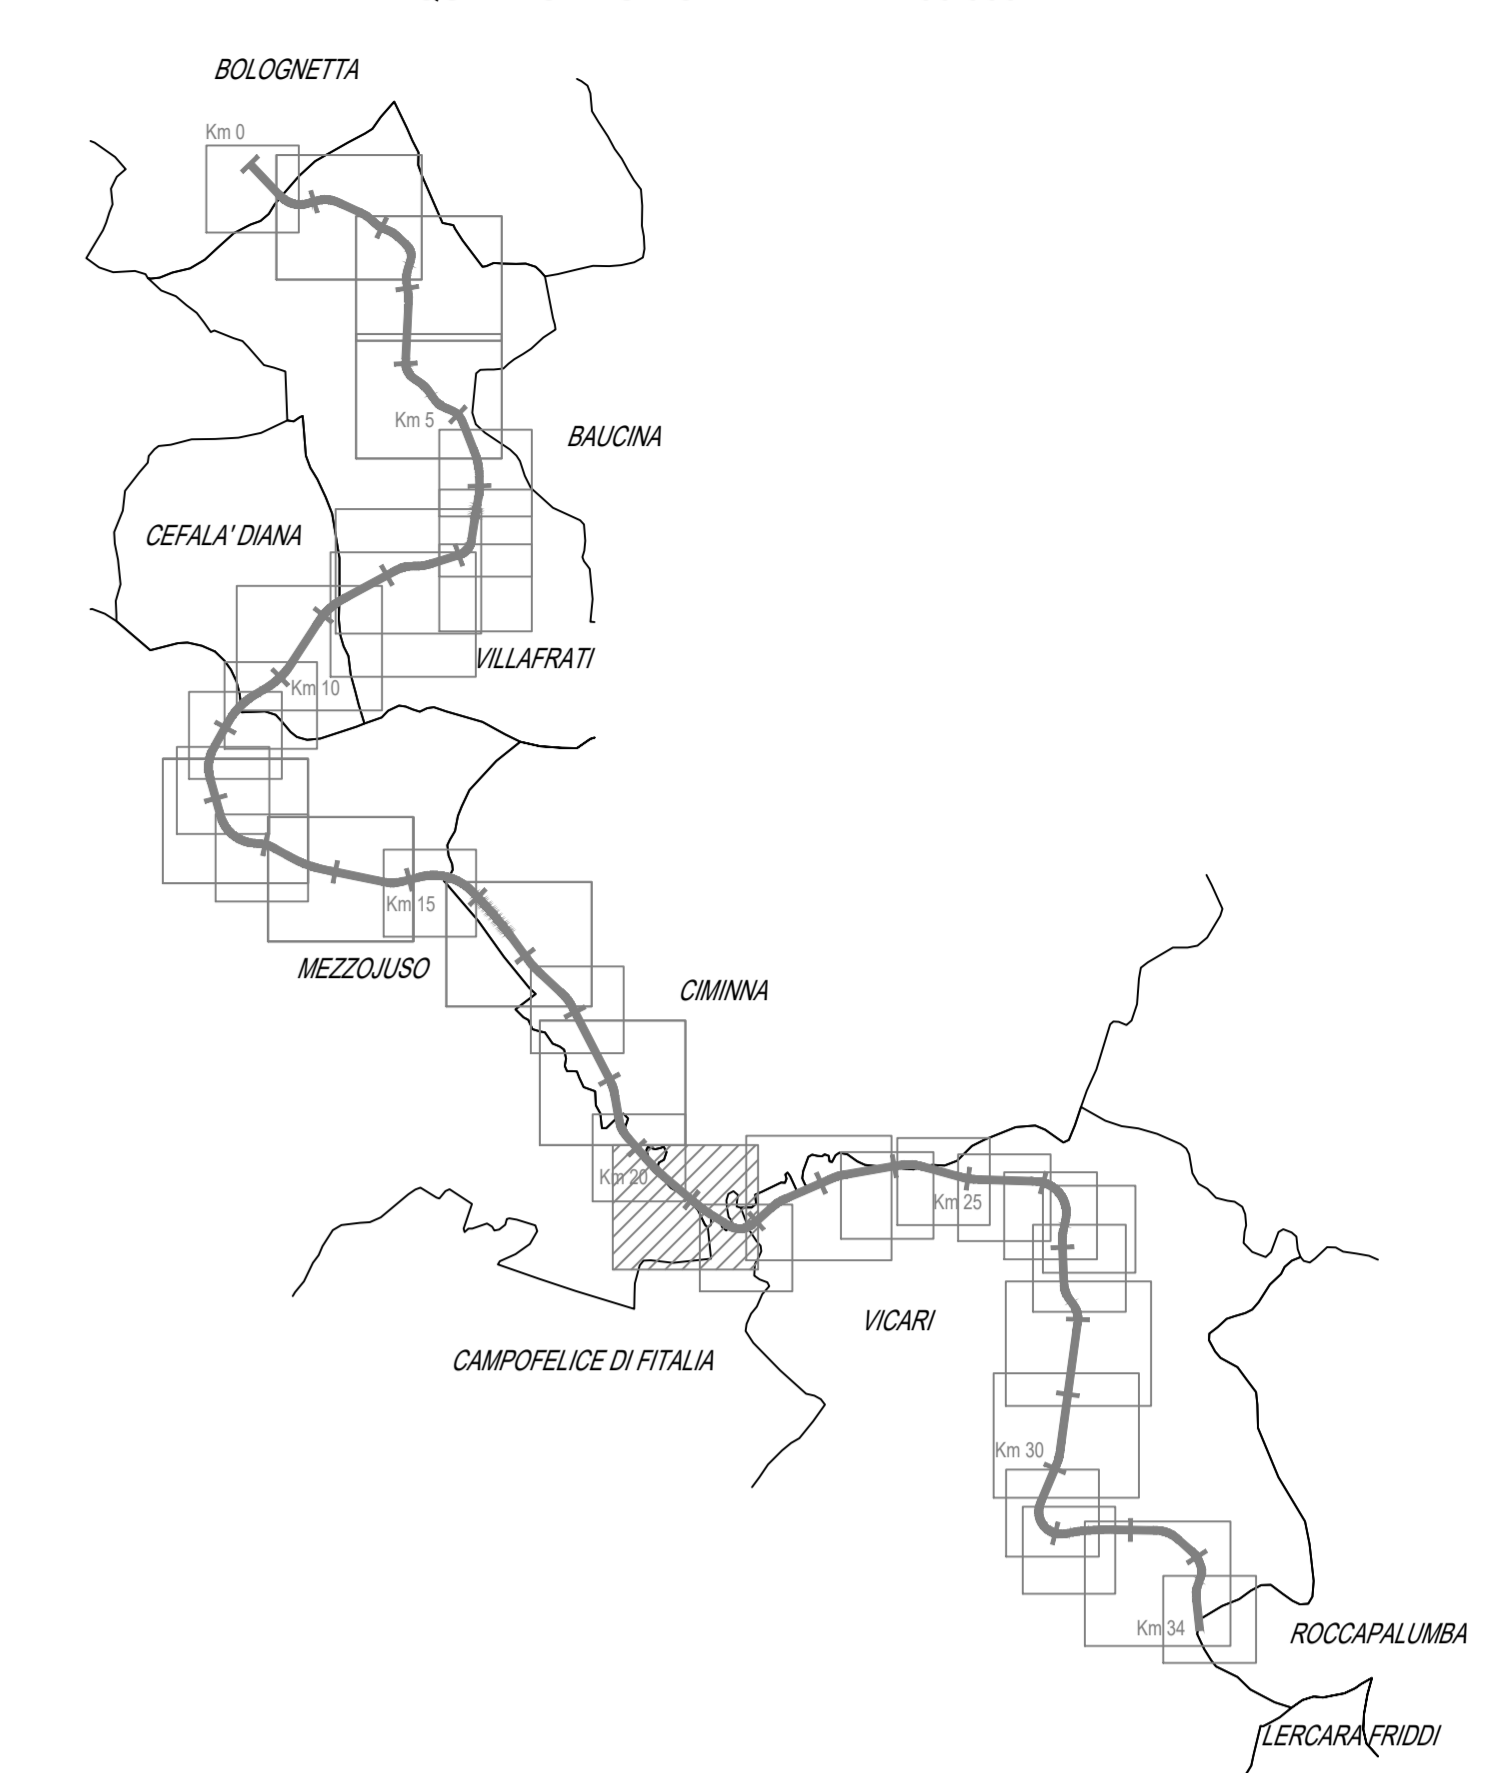 BOLOGNETTA
Km 0
Km 5
BAUCINA
CEFALA' DIANA
VILLAFRATI
Km 10
Km 15
MEZZOJUSO
CIMINNA
Km 20
Km 25
VICARI
CAMPOFELICE DI FITALIA
Km 30
Km 34
ROCCAPALUMBA
LERCARA FRIDDI